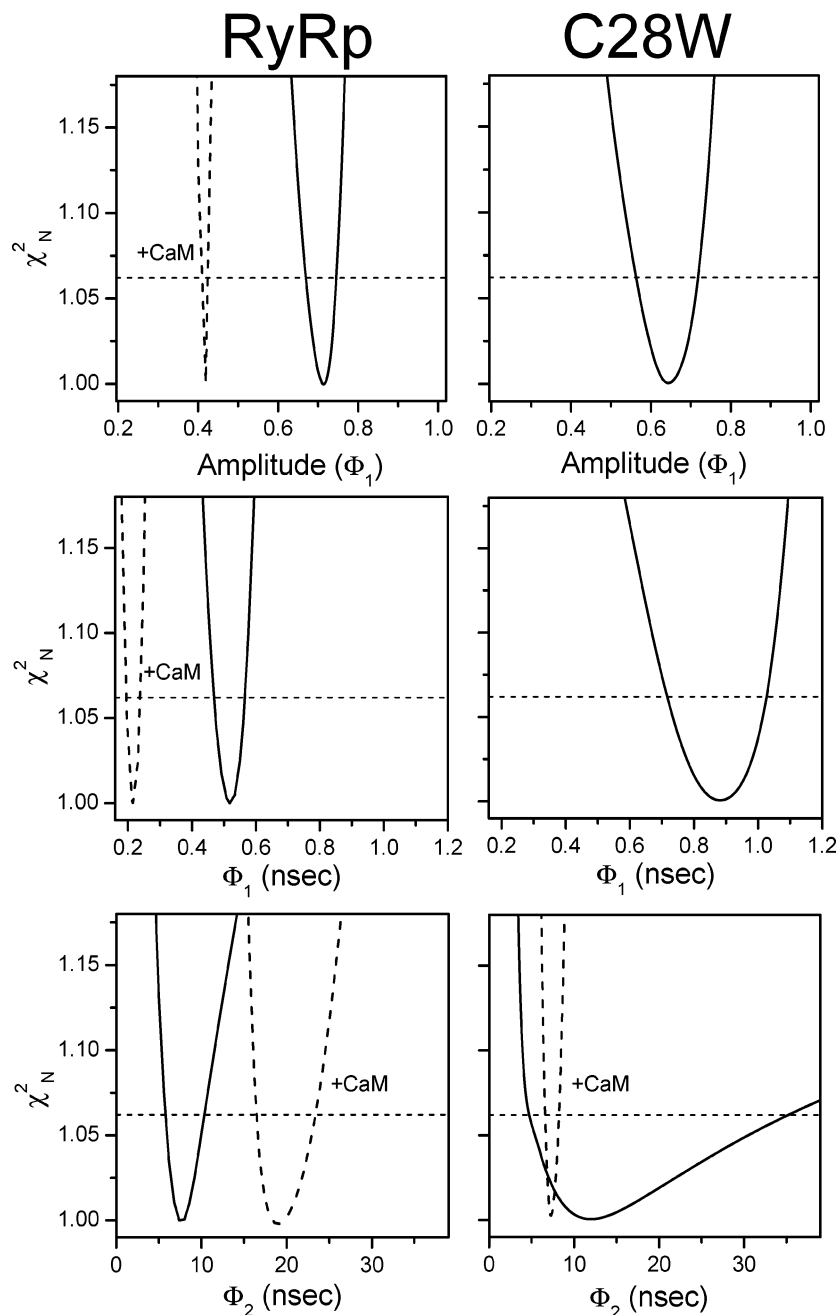 RyRp C28W
χ²N
1.15
1.10
1.05
1.00
+CaM
0.2 0.4 0.6 0.8 1.0
Amplitude (Φ1)
0.2 0.4 0.6 0.8 1.0
Amplitude (Φ1)
χ²N
1.15
1.10
1.05
1.00
+CaM
0.2 0.4 0.6 0.8 1.0 1.2
Φ1 (nsec)
0.2 0.4 0.6 0.8 1.0 1.2
Φ1 (nsec)
χ²N
1.15
1.10
1.05
1.00
+CaM
+CaM
0 10 20 30
Φ2 (nsec)
0 10 20 30
Φ2 (nsec)